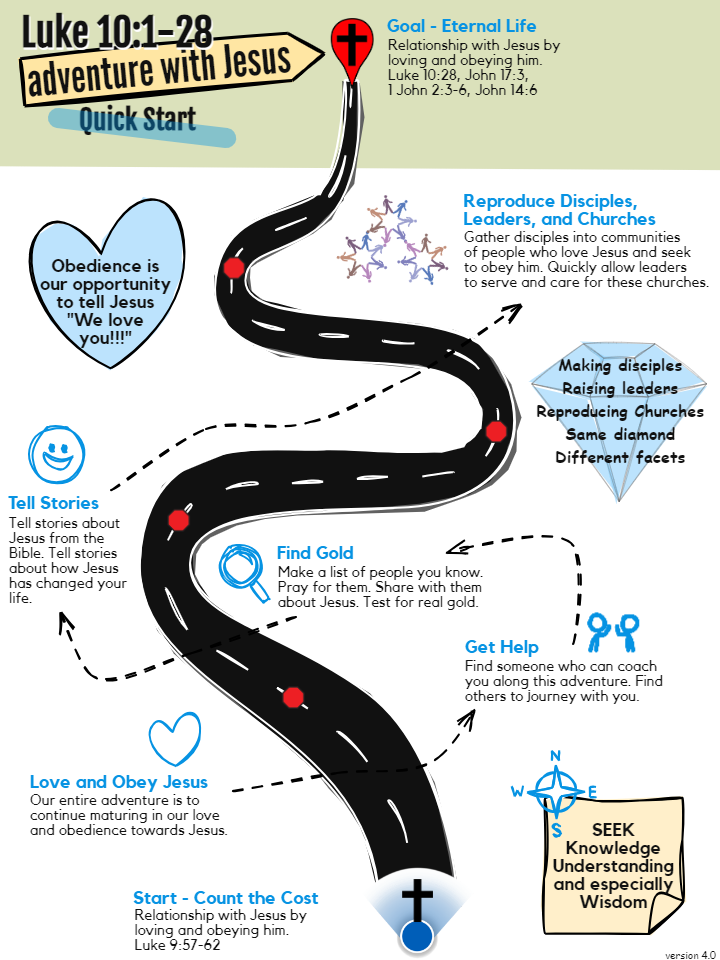 Luke 10:1-28
adventure with Jesus
Quick Start
Goal - Eternal Life
Relationship with Jesus by
loving and obeying him.
Luke 10:28, John 17:3,
1 John 2:3-6, John 14:6
Obedience is
our opportunity
to tell Jesus
"We love
you!!!"
Reproduce Disciples,
Leaders, and Churches
Gather disciples into communities
of people who love Jesus and seek
to obey him. Quickly allow leaders
to serve and care for these churches.
Making disciples
Raising leaders
Reproducing Churches
Same diamond
Different facets
Tell Stories
Tell stories about
Jesus from the
Bible. Tell stories
about how Jesus
has changed your
life.
Find Gold
Make a list of people you know.
Pray for them. Share with them
about Jesus. Test for real gold.
Get Help
Find someone who can coach
you along this adventure. Find
others to journey with you.
Love and Obey Jesus
Our entire adventure is to
continue maturing in our love
and obedience towards Jesus.
N
W E
S
SEEK
Knowledge
Understanding
and especially
Wisdom
Start - Count the Cost
Relationship with Jesus by
loving and obeying him.
Luke 9:57-62
version 4.0